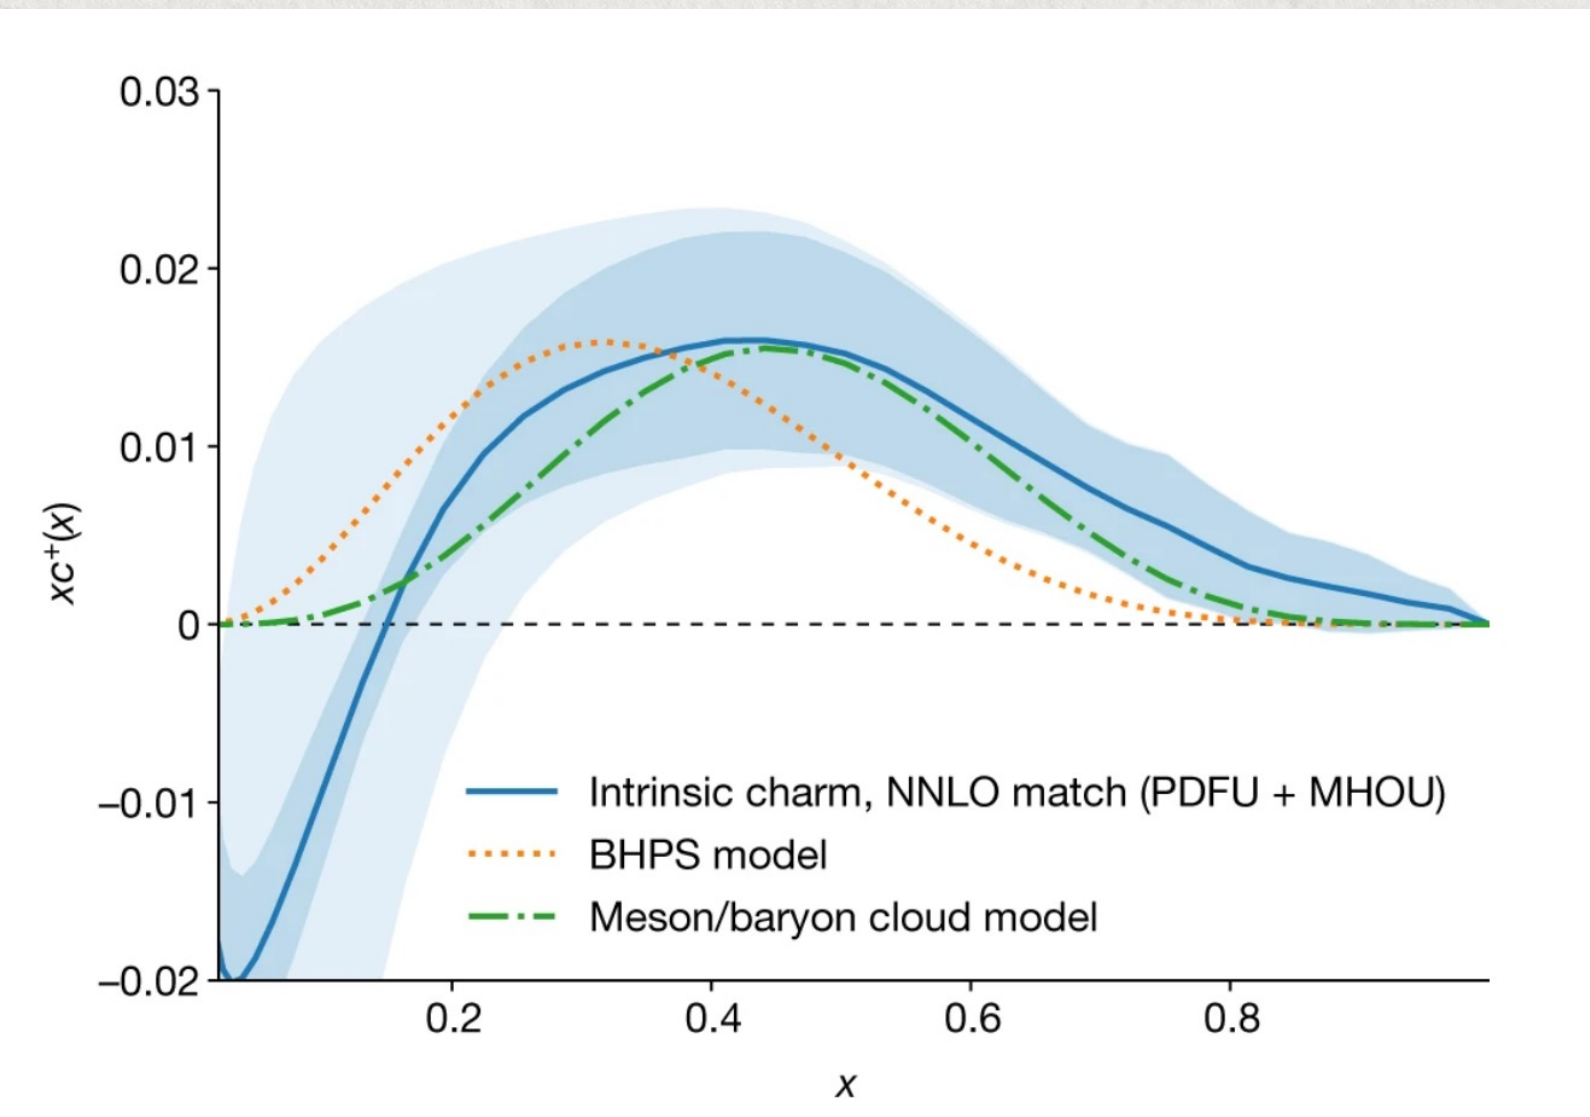 0.03
0.02
0.01
0
−0.01
−0.02
xc⁺(x)
Intrinsic charm, NNLO match (PDFU + MHOU)
BHPS model
Meson/baryon cloud model
0.2 0.4 0.6 0.8
x